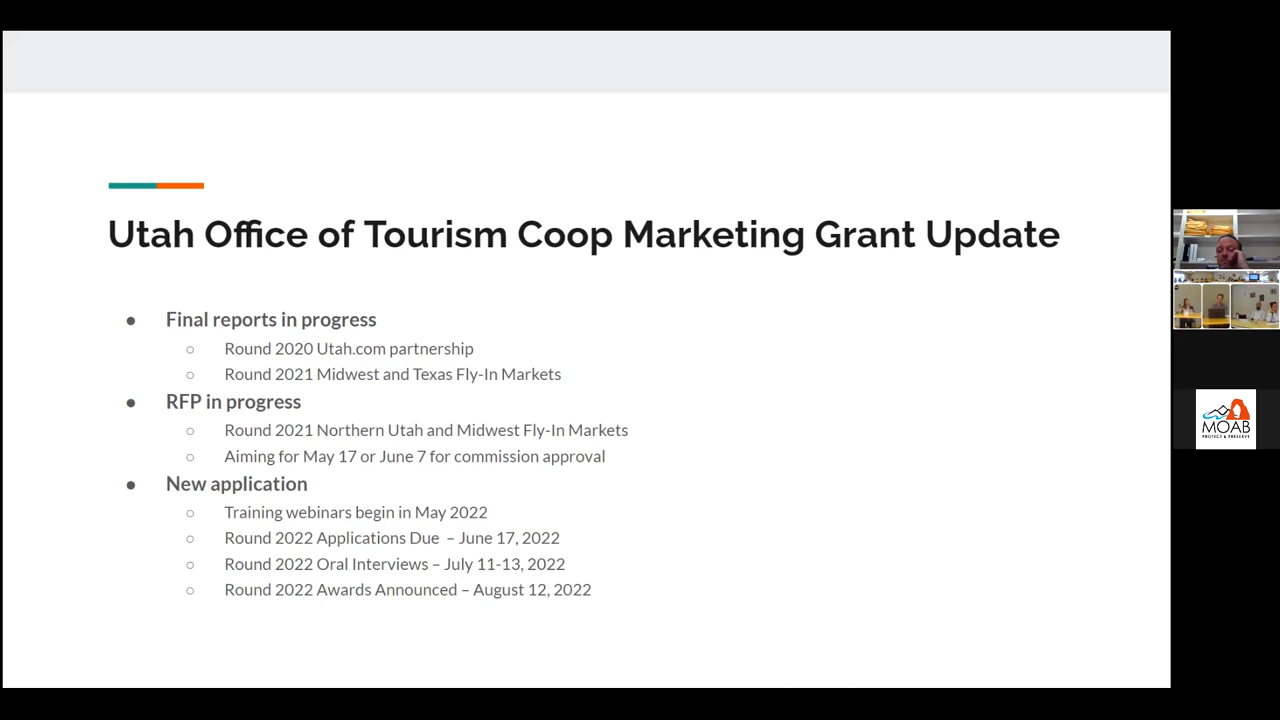 Utah Office of Tourism Coop Marketing Grant Update
● Final reports in progress
○ Round 2020 Utah.com partnership
○ Round 2021 Midwest and Texas Fly-In Markets
● RFP in progress
○ Round 2021 Northern Utah and Midwest Fly-In Markets
○ Aiming for May 17 or June 7 for commission approval
● New application
○ Training webinars begin in May 2022
○ Round 2022 Applications Due – June 17, 2022
○ Round 2022 Oral Interviews – July 11-13, 2022
○ Round 2022 Awards Announced – August 12, 2022
MOAB
PROTECT & PRESERVE